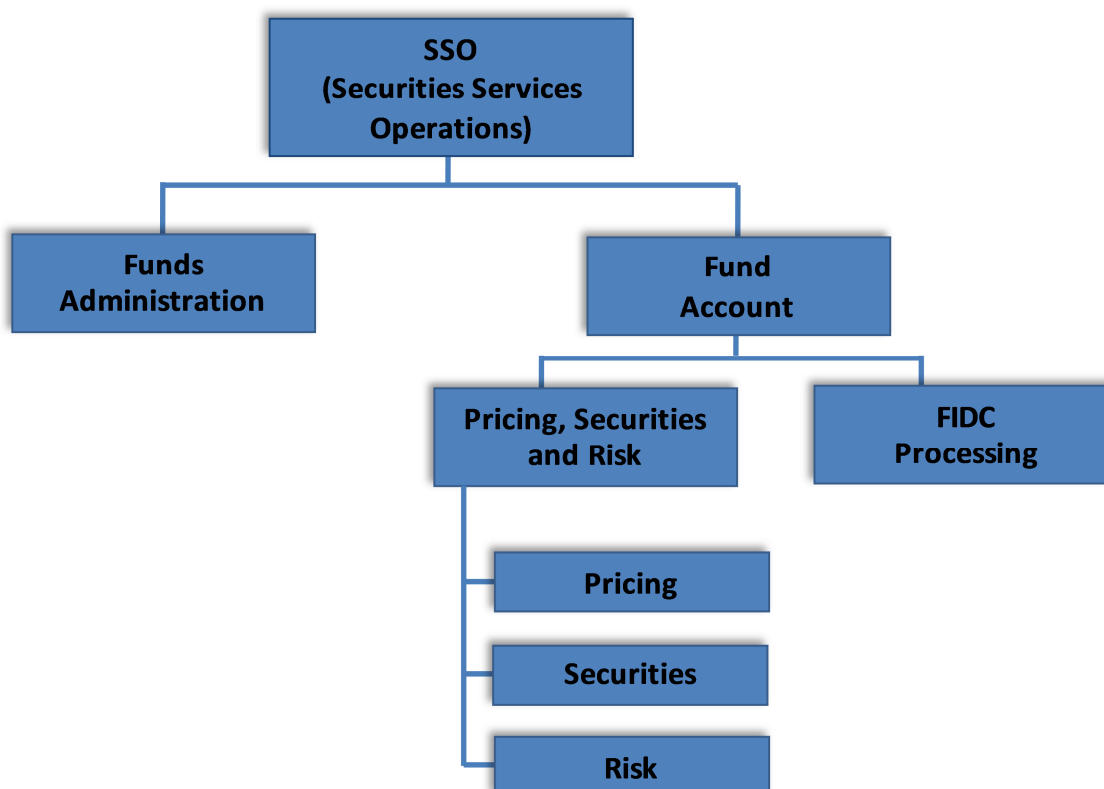 SSO
(Securities Services
Operations)
Funds
Administration
Fund
Account
Pricing, Securities
and Risk
FIDC
Processing
Pricing
Securities
Risk